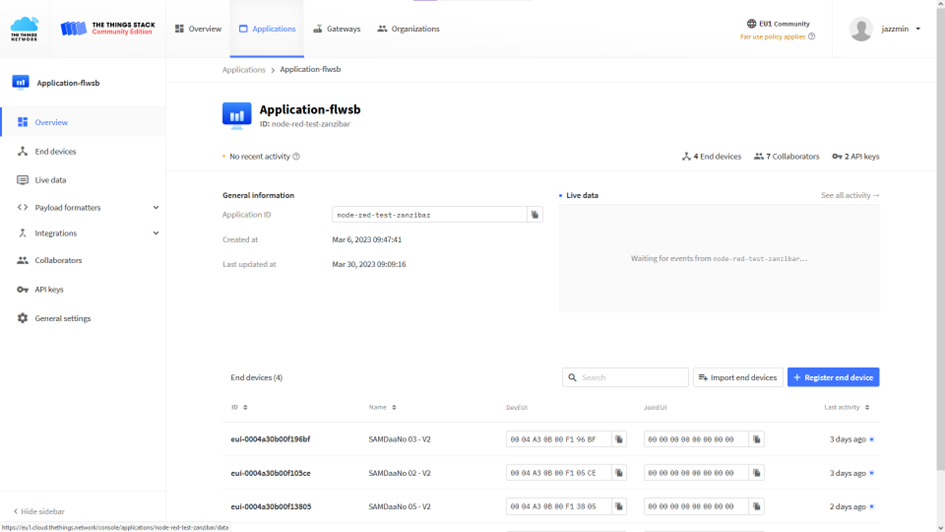 THE THINGS NETWORK
THE THINGS STACK
Community Edition
Overview
Applications
Gateways
Organizations
EU1 Community
Fair use policy applies
jazzmin
Application-flwsb
Applications > Application-flwsb
Overview
End devices
Live data
Payload formatters
Integrations
Collaborators
API keys
General settings
Application-flwsb
ID: node-red-test-zanzibar
No recent activity
4 End devices
7 Collaborators
2 API keys
General information
Application ID node-red-test-zanzibar
Created at Mar 6, 2023 09:47:41
Last updated at Mar 30, 2023 09:09:16
Live data
See all activity →
Waiting for events from node-red-test-zanzibar...
End devices (4)
Search
Import end devices
+ Register end device
ID Name DevEUI JoinEUI Last activity
eui-0004a30b00f196bf SAMDaaNo 03 - V2 00 04 A3 0B 00 F1 96 BF 00 00 00 00 00 00 00 00 3 days ago
eui-0004a30b00f105ce SAMDaaNo 02 - V2 00 04 A3 0B 00 F1 05 CE 00 00 00 00 00 00 00 00 3 days ago
eui-0004a30b00f13805 SAMDaaNo 05 - V2 00 04 A3 0B 00 F1 38 05 00 00 00 00 00 00 00 00 2 days ago
Hide sidebar
https://eu1.cloud.thethings.network/console/applications/node-red-test-zanzibar/data